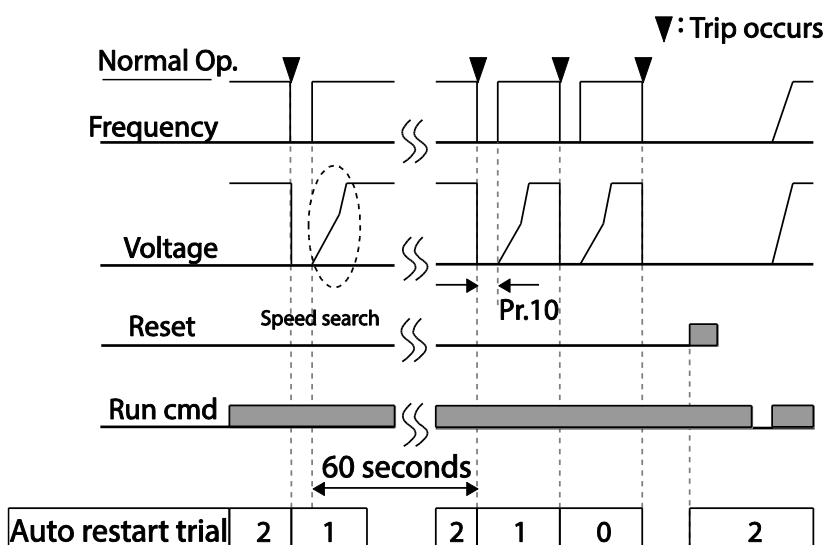 ▼: Trip occurs
Normal Op.
Frequency
Voltage
Pr.10
Speed search
Reset
Run cmd
60 seconds
Auto restart trial 2 1 2 1 0 2